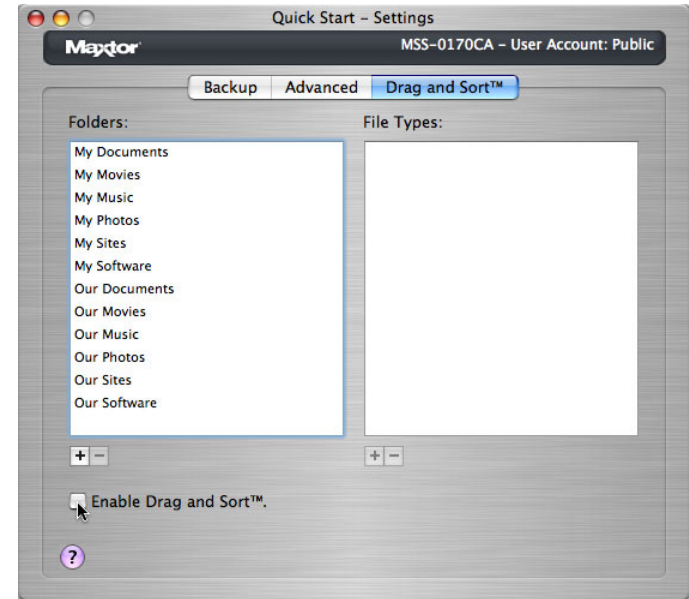 Quick Start – Settings
Maxtor
MSS-0170CA – User Account: Public
Backup Advanced Drag and Sort™
Folders:
File Types:
My Documents
My Movies
My Music
My Photos
My Sites
My Software
Our Documents
Our Movies
Our Music
Our Photos
Our Sites
Our Software
+ −
+ −
Enable Drag and Sort™.
?